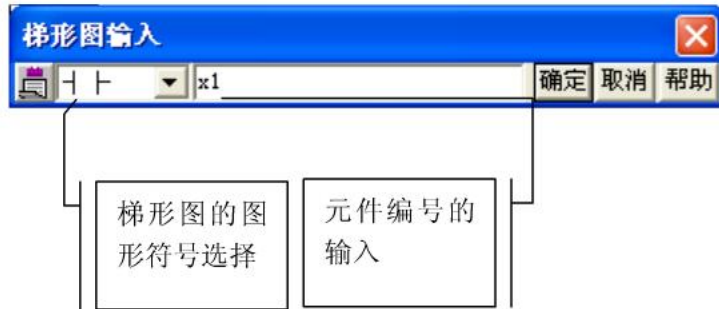 梯形图输入
x1 确定 取消 帮助
梯形图的图
形符号选择
元件编号的
输入